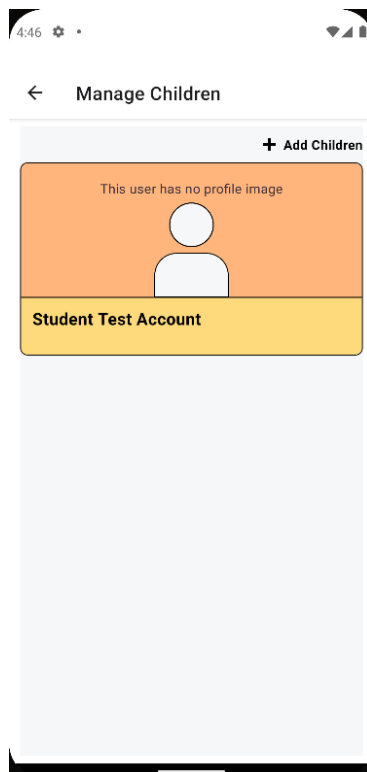 4:46
Manage Children
Add Children
This user has no profile image
Student Test Account